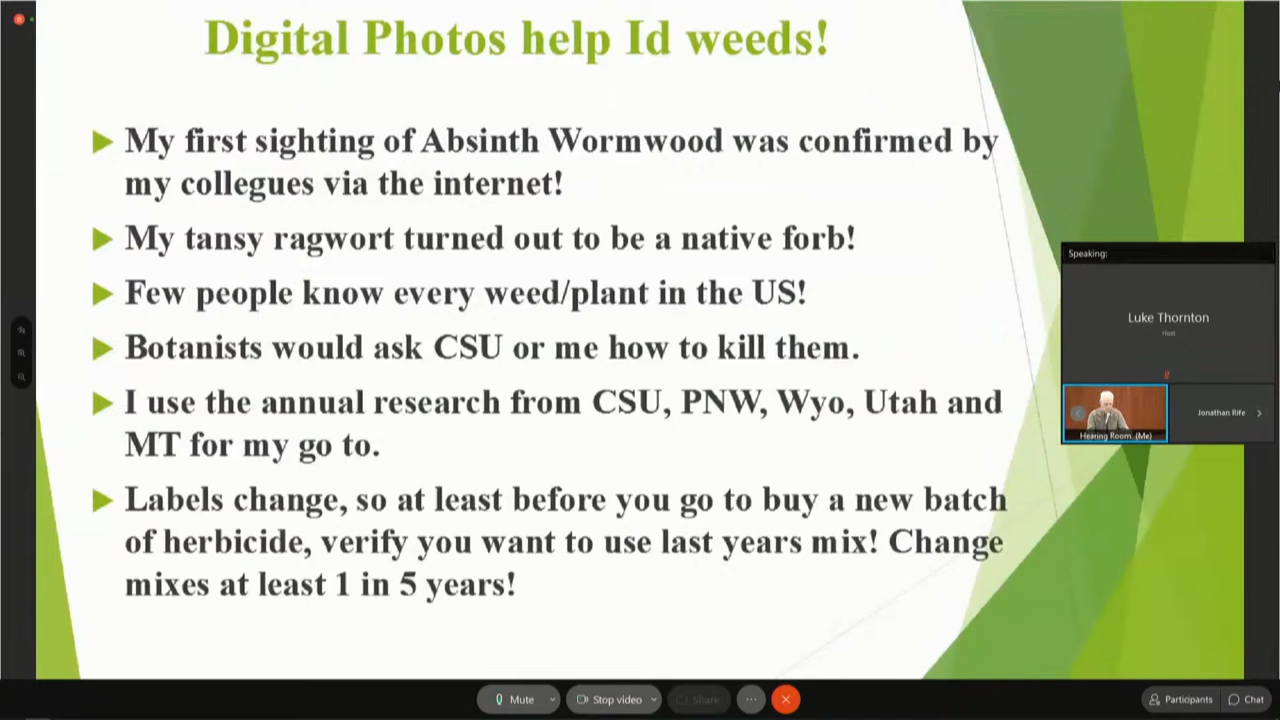 Digital Photos help Id weeds!
My first sighting of Absinth Wormwood was confirmed by
my collegues via the internet!
My tansy ragwort turned out to be a native forb!
Few people know every weed/plant in the US!
Botanists would ask CSU or me how to kill them.
I use the annual research from CSU, PNW, Wyo, Utah and
MT for my go to.
Labels change, so at least before you go to buy a new batch
of herbicide, verify you want to use last years mix! Change
mixes at least 1 in 5 years!
Speaking:
Luke Thornton
Host
Hearing Room (Me)
Jonathan Rife
Mute
Stop video
Share
Participants
Chat